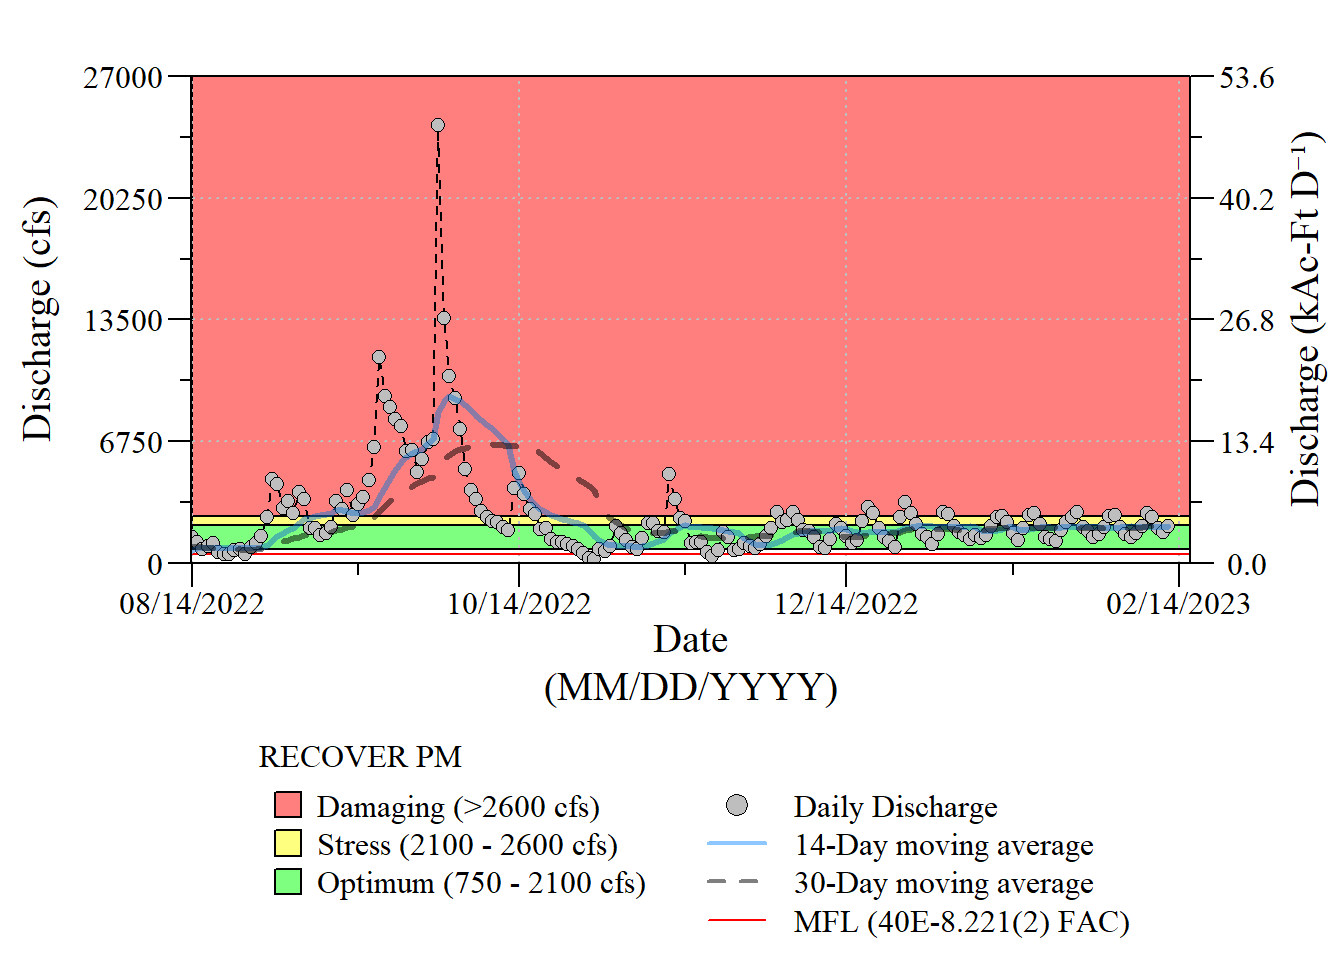 27000
20250
13500
6750
0
Discharge (cfs)
53.6
40.2
26.8
13.4
0.0
Discharge (kAc-Ft D⁻¹)
08/14/2022
10/14/2022
12/14/2022
02/14/2023
Date
(MM/DD/YYYY)
RECOVER PM
Damaging (>2600 cfs)
Stress (2100 - 2600 cfs)
Optimum (750 - 2100 cfs)
Daily Discharge
14-Day moving average
30-Day moving average
MFL (40E-8.221(2) FAC)